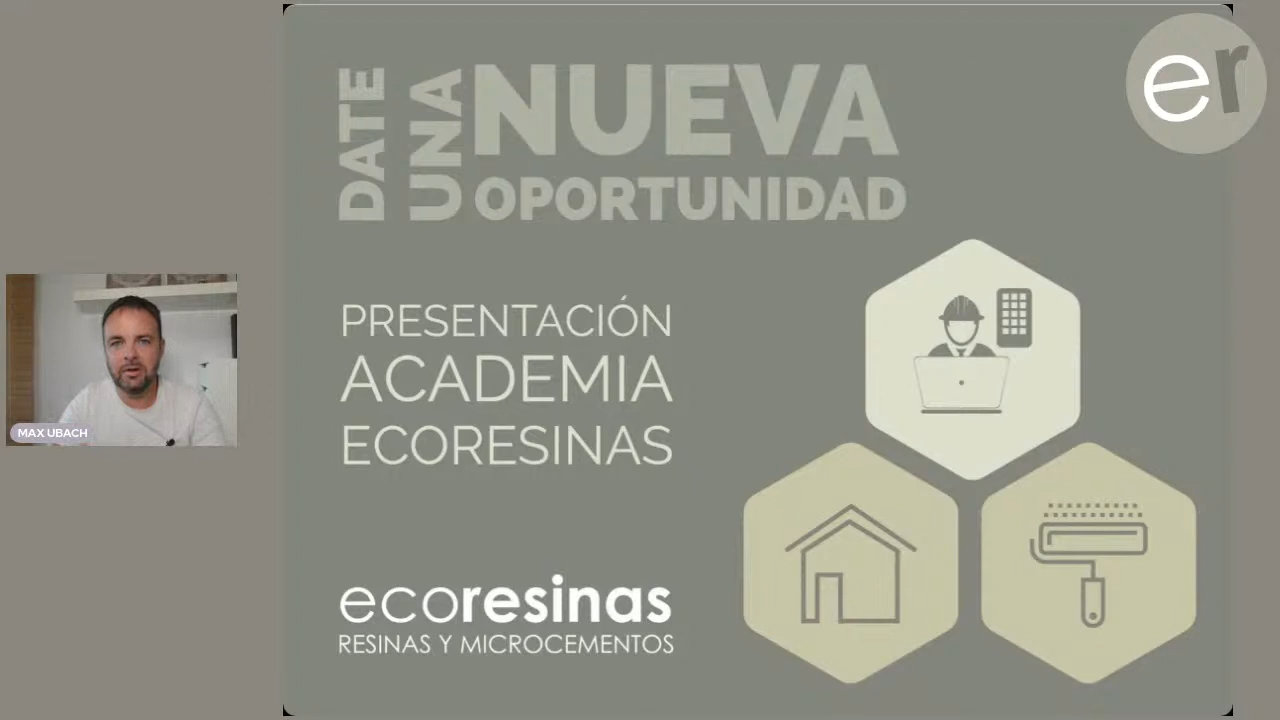 DATE
UNA
NUEVA
OPORTUNIDAD
er
PRESENTACIÓN
ACADEMIA
ECORESINAS
MAX UBACH
ecoresinas
RESINAS Y MICROCEMENTOS